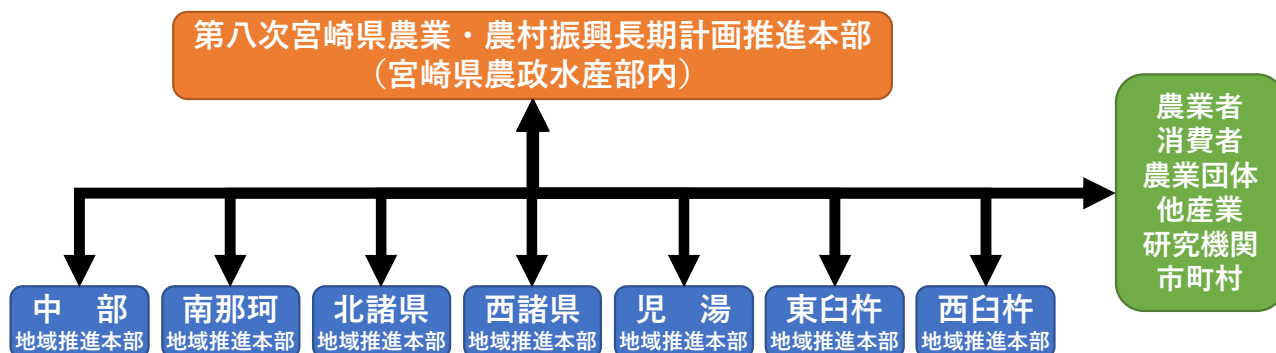 第八次宮崎県農業・農村振興長期計画推進本部
（宮崎県農政水産部内）
農業者
消費者
農業団体
他産業
研究機関
市町村
中　部
地域推進本部
南那珂
地域推進本部
北諸県
地域推進本部
西諸県
地域推進本部
児　湯
地域推進本部
東臼杵
地域推進本部
西臼杵
地域推進本部